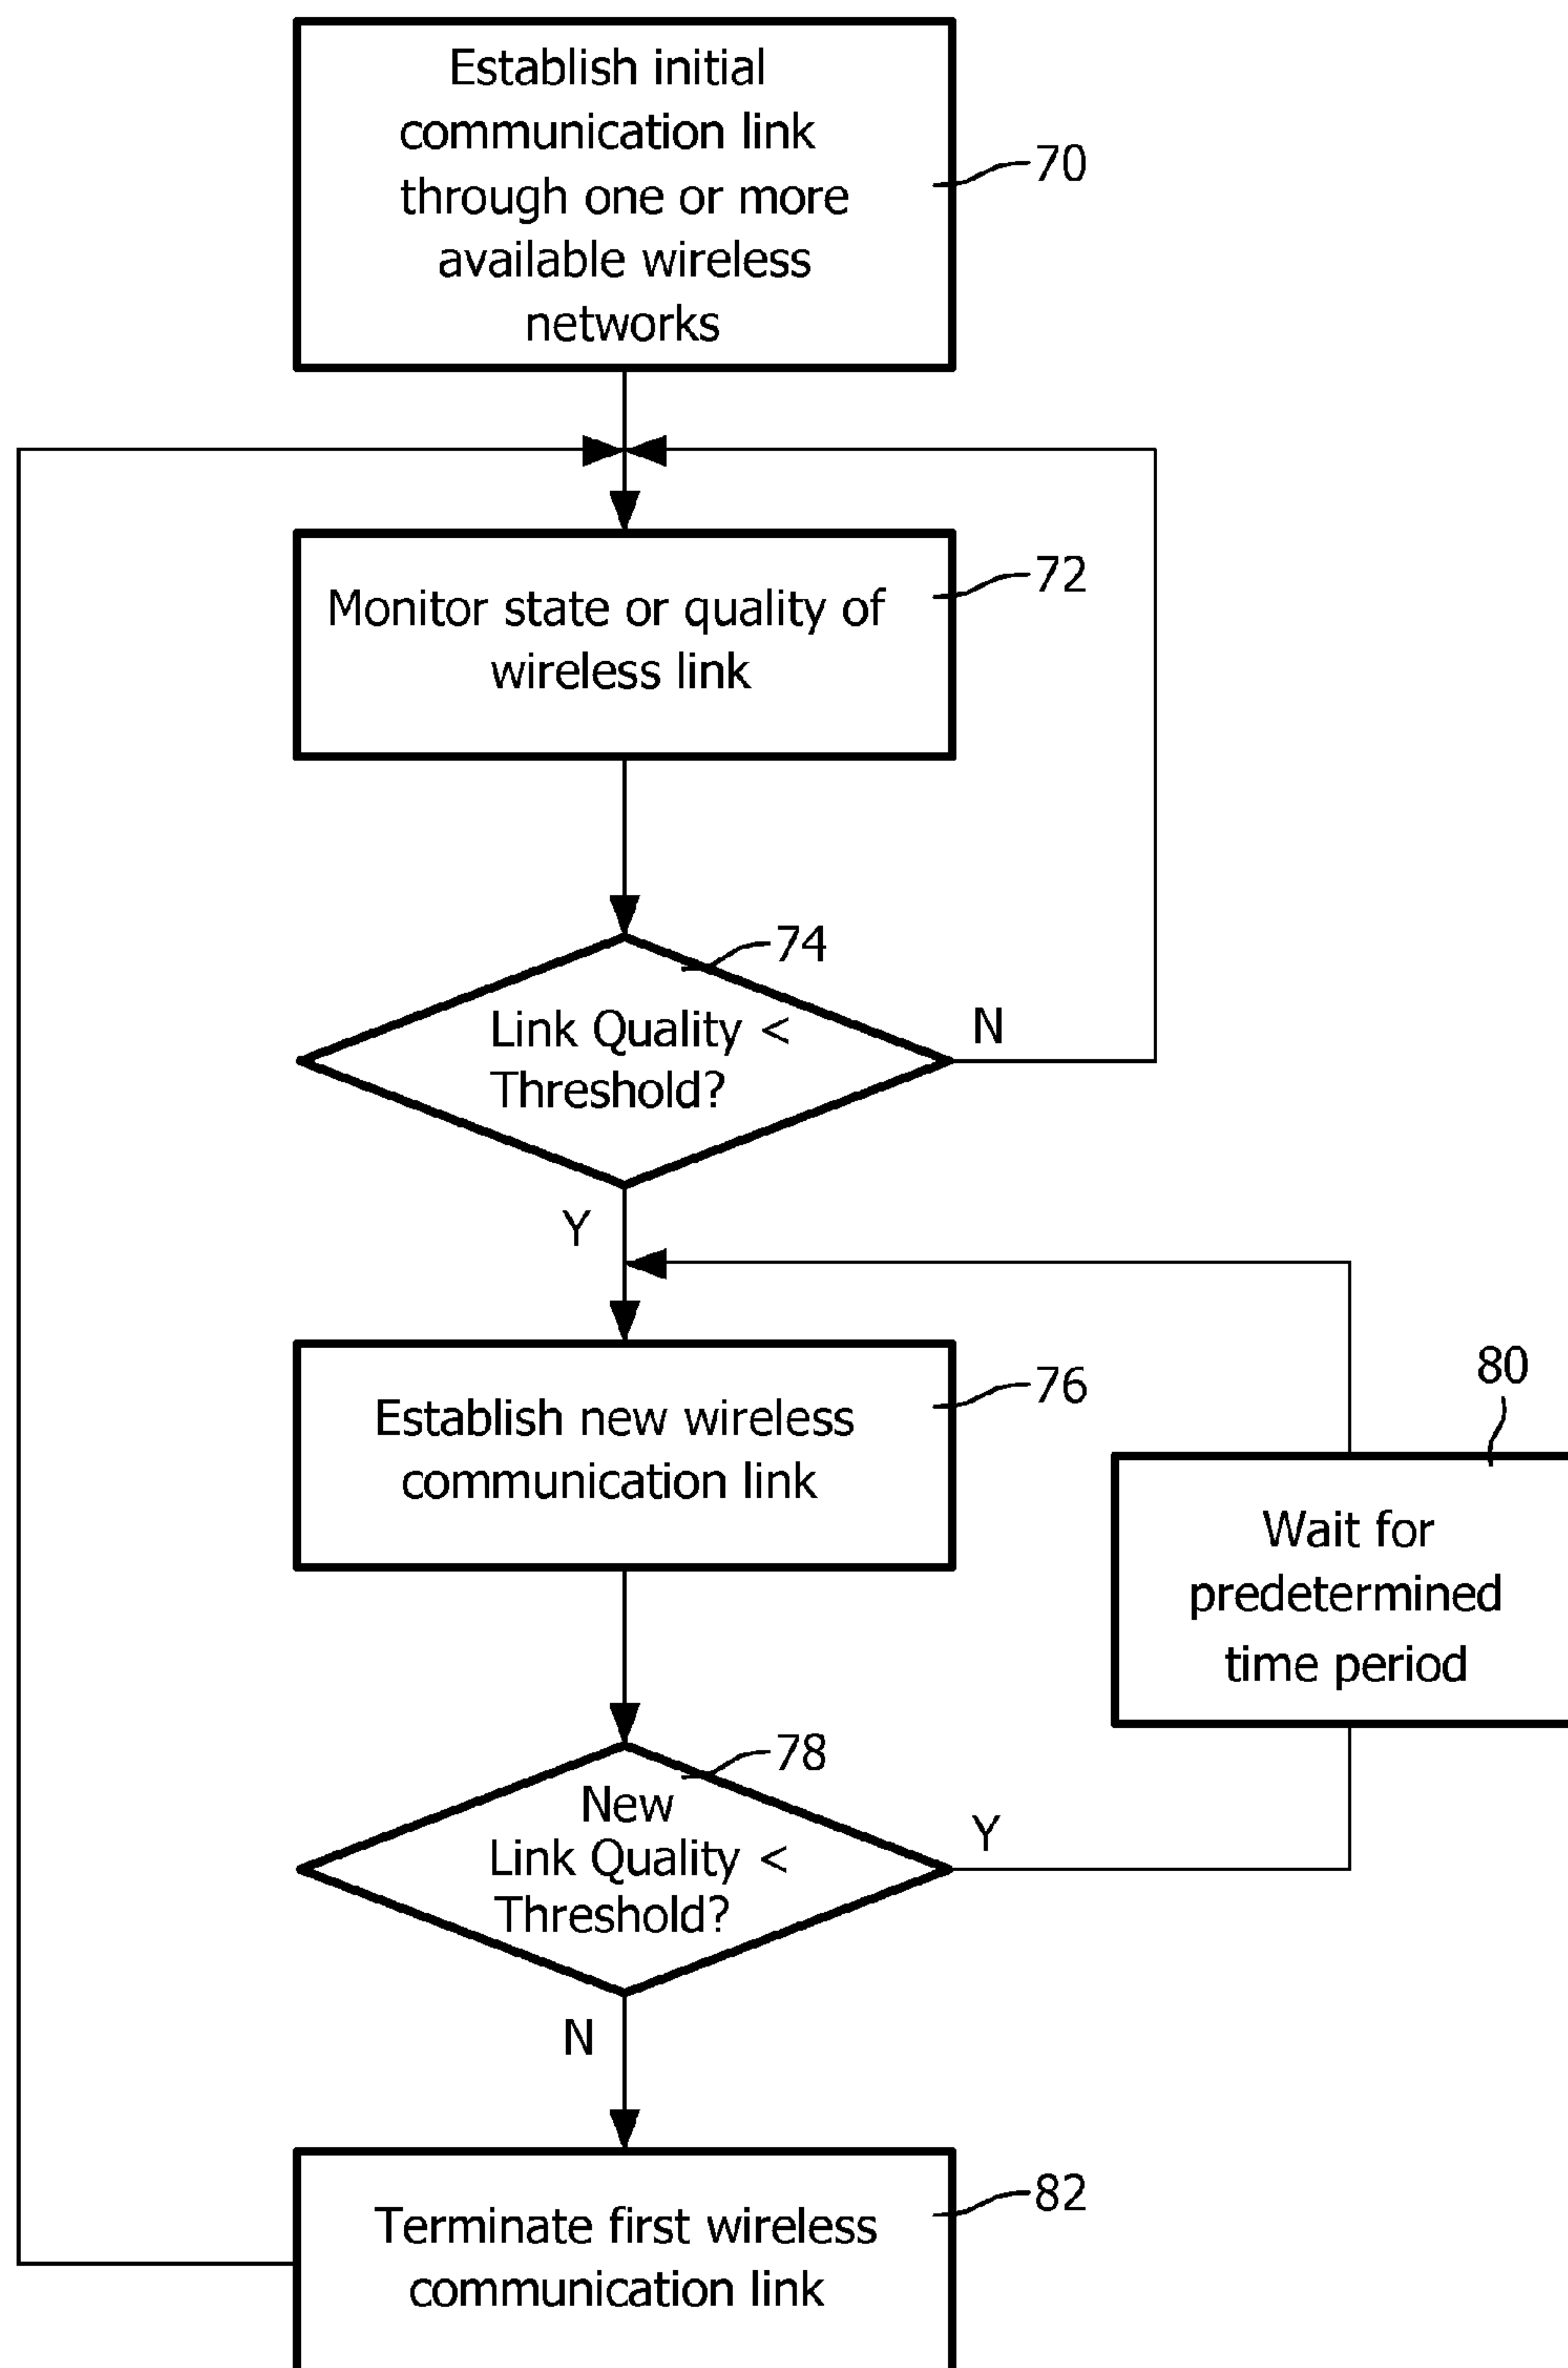 Establish initial
communication link
through one or more
available wireless
networks
70
Monitor state or quality of
wireless link
72
74
Link Quality <
Threshold?
N
Y
Establish new wireless
communication link
76
80
Wait for
predetermined
time period
78
New
Link Quality <
Threshold?
Y
N
Terminate first wireless
communication link
82